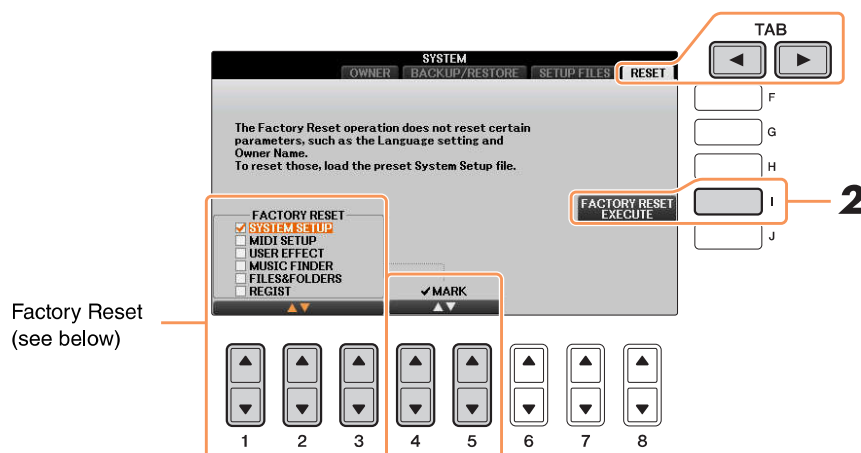 TAB
SYSTEM
OWNER BACKUP/RESTORE SETUP FILES RESET
F
The Factory Reset operation does not reset certain
parameters, such as the Language setting and
Owner Name.
To reset those, load the preset System Setup file.
G
H
FACTORY RESET
EXECUTE
I
2
J
FACTORY RESET
SYSTEM SETUP
MIDI SETUP
USER EFFECT
MUSIC FINDER
FILES&FOLDERS
REGIST
✓MARK
Factory Reset
(see below)
1 2 3 4 5 6 7 8